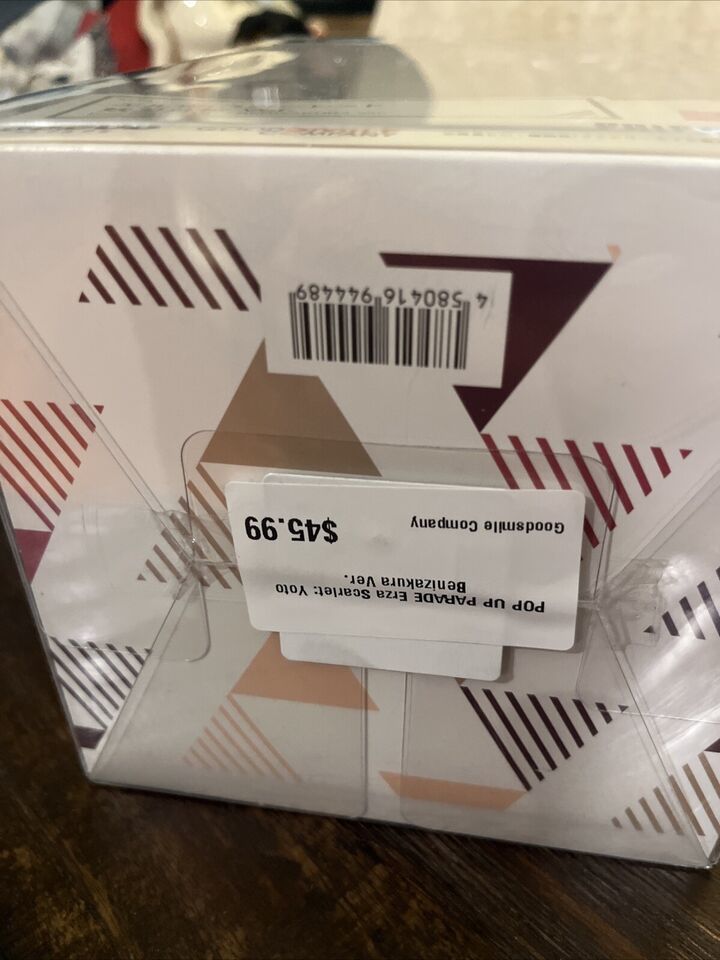 POP UP PARADE Erza Scarlet: Yoto
Benizakura Ver.
Goodsmile Company $45.99
4 580416 944489